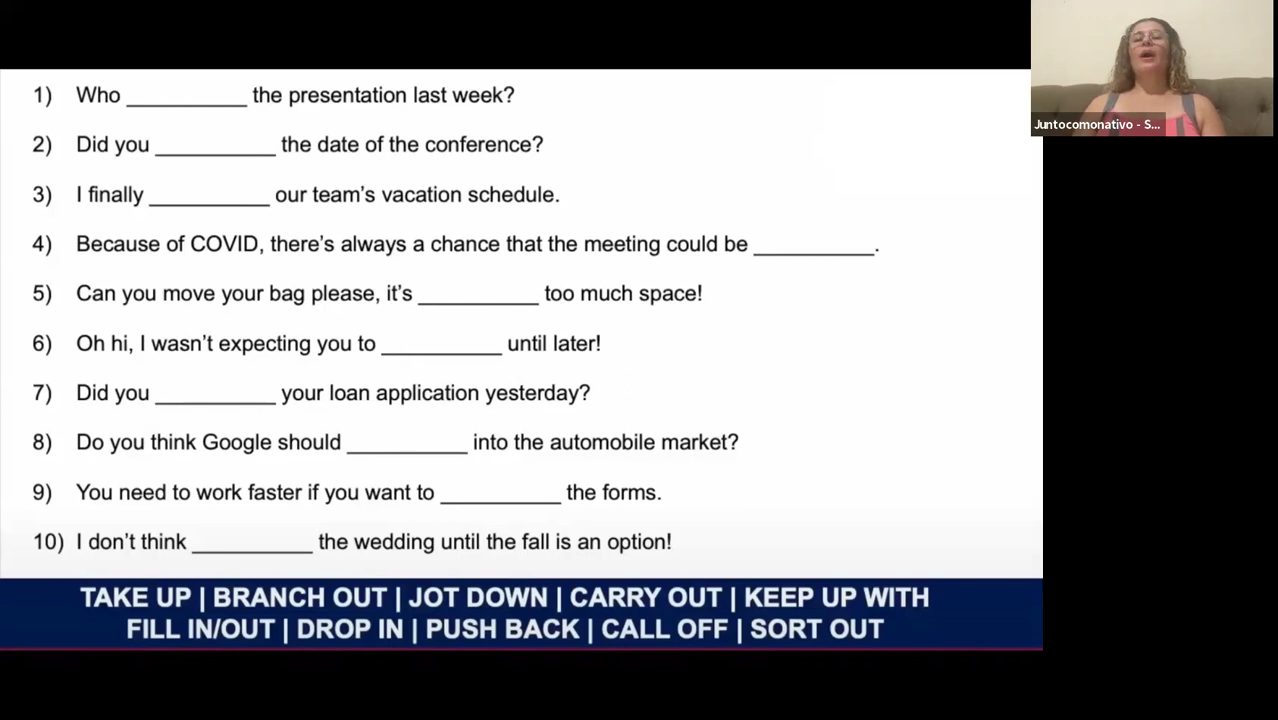 1) Who __________ the presentation last week?
2) Did you __________ the date of the conference?
3) I finally __________ our team's vacation schedule.
4) Because of COVID, there's always a chance that the meeting could be __________.
5) Can you move your bag please, it's __________ too much space!
6) Oh hi, I wasn't expecting you to __________ until later!
7) Did you __________ your loan application yesterday?
8) Do you think Google should __________ into the automobile market?
9) You need to work faster if you want to __________ the forms.
10) I don't think __________ the wedding until the fall is an option!
TAKE UP | BRANCH OUT | JOT DOWN | CARRY OUT | KEEP UP WITH
FILL IN/OUT | DROP IN | PUSH BACK | CALL OFF | SORT OUT
Juntocomonativo - S...